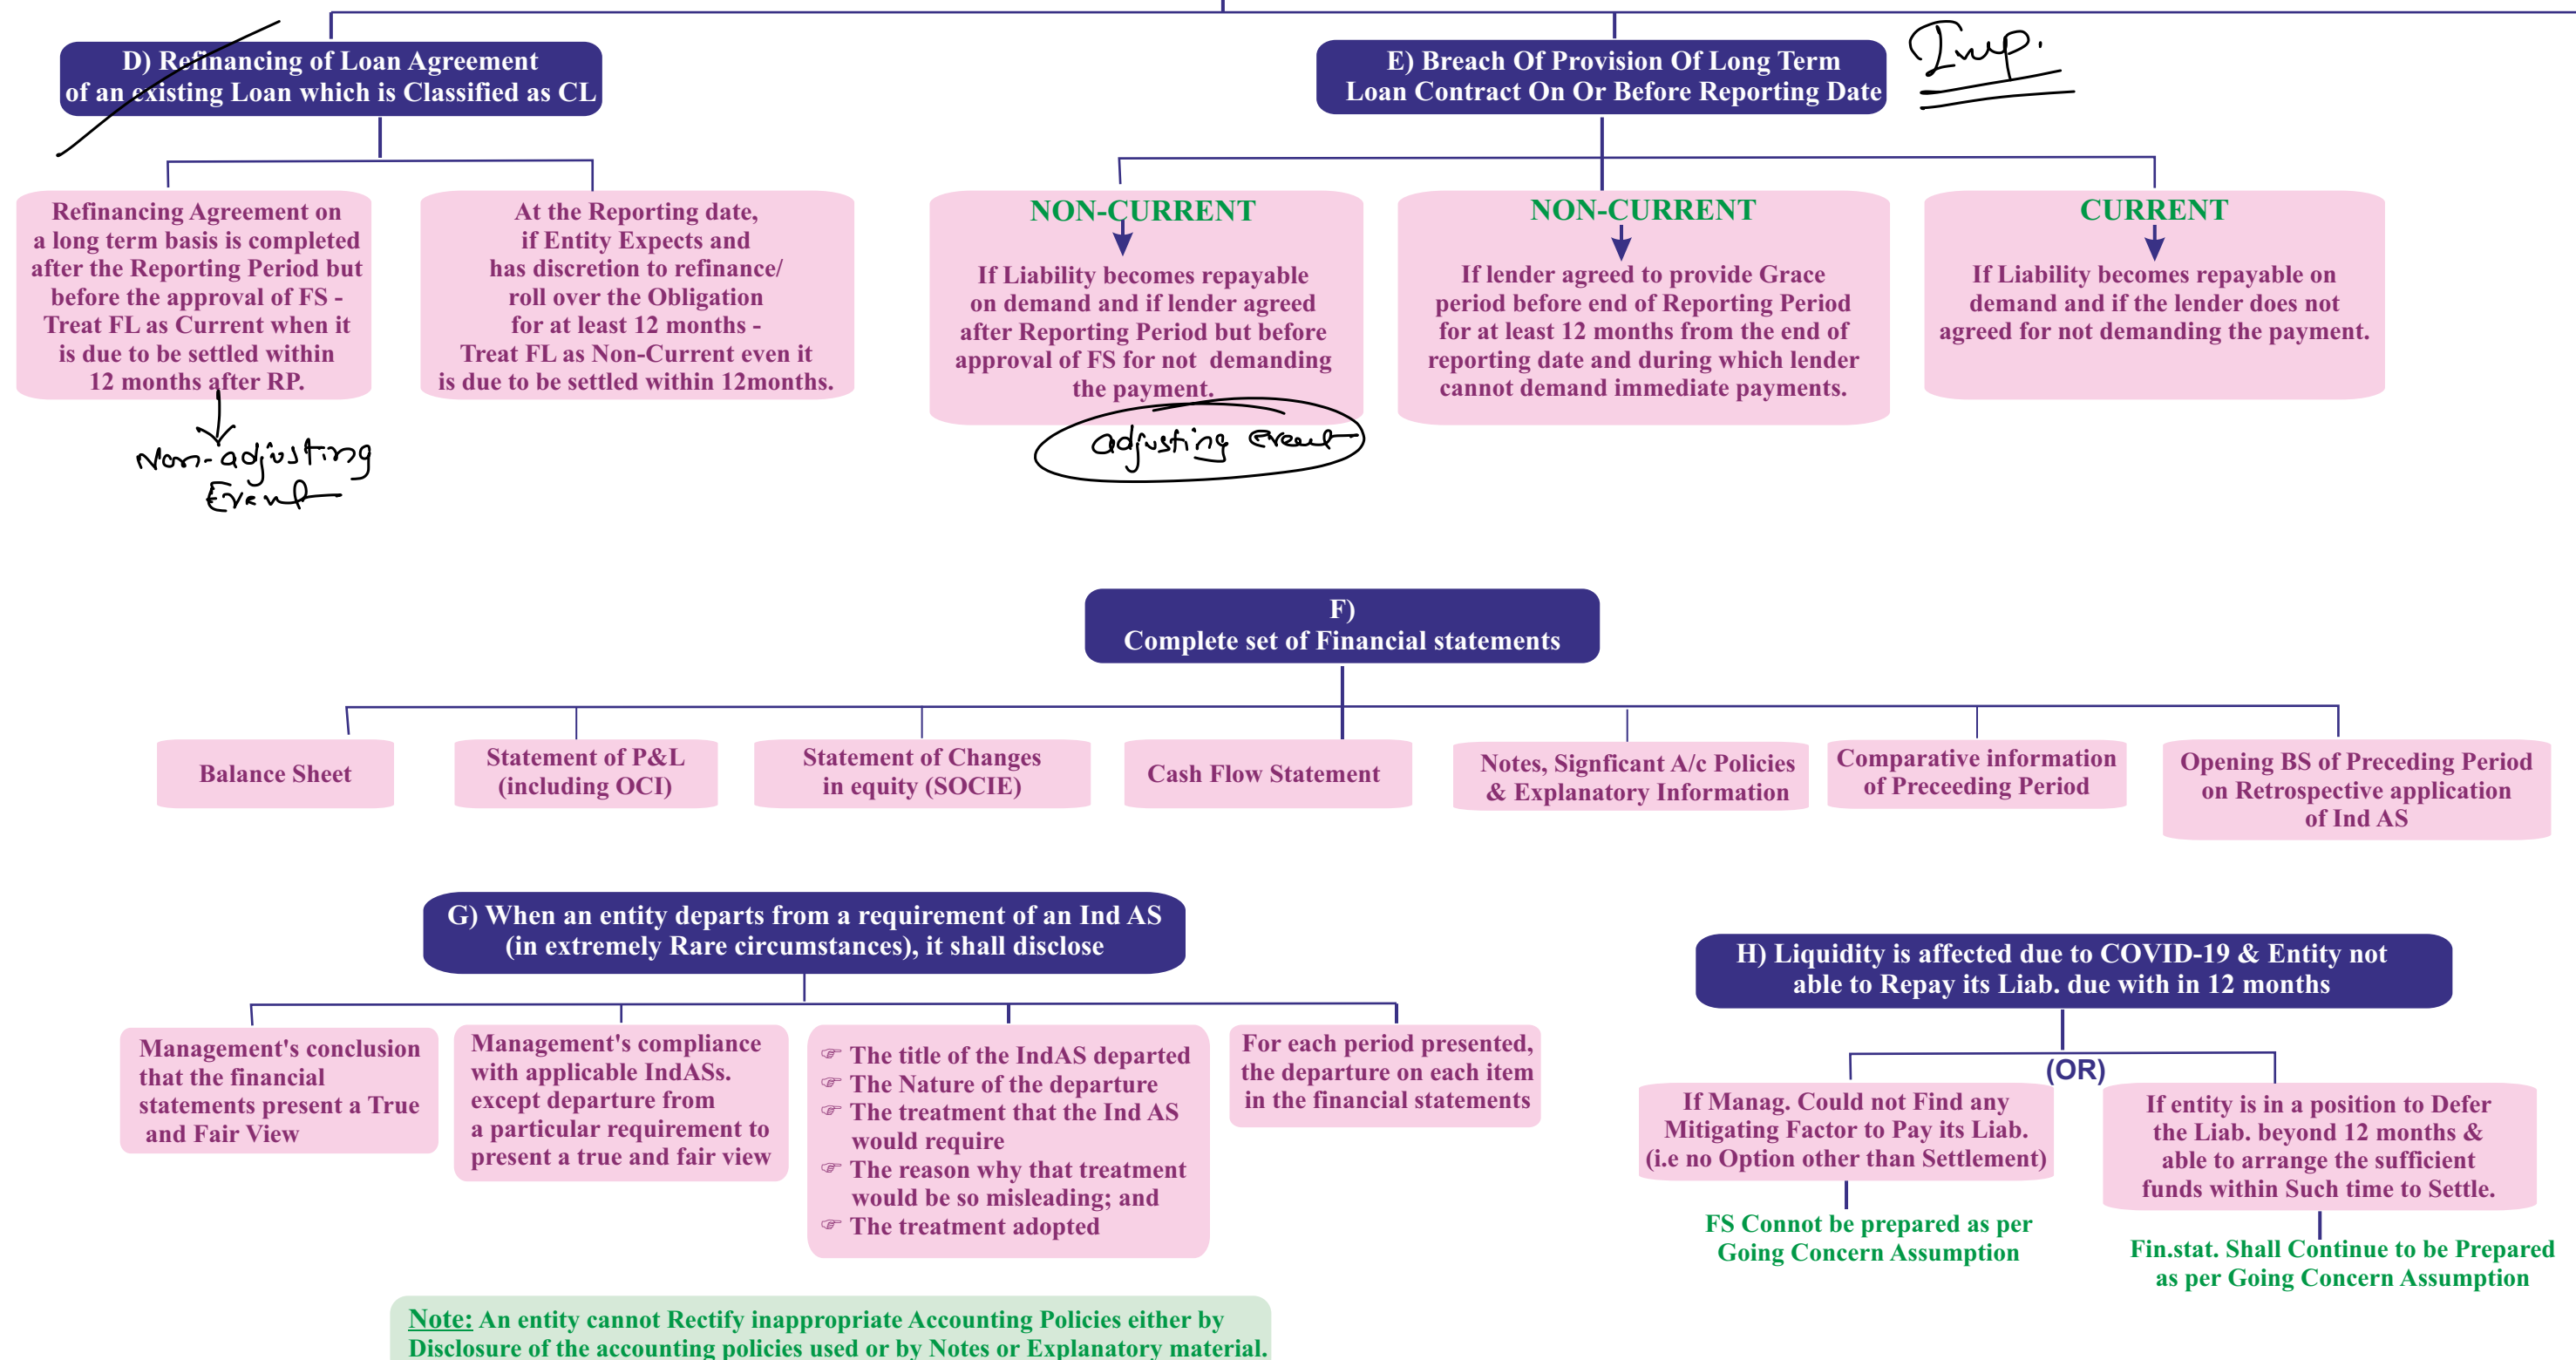 D) Refinancing of Loan Agreement
of an existing Loan which is Classified as CL
Refinancing Agreement on
a long term basis is completed
after the Reporting Period but
before the approval of FS -
Treat FL as Current when it
is due to be settled within
12 months after RP.
Non-adjusting
Event
At the Reporting date,
if Entity Expects and
has discretion to refinance/
roll over the Obligation
for at least 12 months -
Treat FL as Non-Current even it
is due to be settled within 12months.
E) Breach Of Provision Of Long Term
Loan Contract On Or Before Reporting Date
Imp.
NON-CURRENT
If Liability becomes repayable
on demand and if lender agreed
after Reporting Period but before
approval of FS for not demanding
the payment.
adjusting event
NON-CURRENT
If lender agreed to provide Grace
period before end of Reporting Period
for at least 12 months from the end of
reporting date and during which lender
cannot demand immediate payments.
CURRENT
If Liability becomes repayable on
demand and if the lender does not
agreed for not demanding the payment.
F)
Complete set of Financial statements
Balance Sheet
Statement of P&L
(including OCI)
Statement of Changes
in equity (SOCIE)
Cash Flow Statement
Notes, Signficant A/c Policies
& Explanatory Information
Comparative information
of Preceeding Period
Opening BS of Preceding Period
on Retrospective application
of Ind AS
G) When an entity departs from a requirement of an Ind AS
(in extremely Rare circumstances), it shall disclose
Management's conclusion
that the financial
statements present a True
and Fair View
Management's compliance
with applicable IndASs.
except departure from
a particular requirement to
present a true and fair view
☞ The title of the IndAS departed
☞ The Nature of the departure
☞ The treatment that the Ind AS
would require
☞ The reason why that treatment
would be so misleading; and
☞ The treatment adopted
For each period presented,
the departure on each item
in the financial statements
Note: An entity cannot Rectify inappropriate Accounting Policies either by
Disclosure of the accounting policies used or by Notes or Explanatory material.
H) Liquidity is affected due to COVID-19 & Entity not
able to Repay its Liab. due with in 12 months
(OR)
If Manag. Could not Find any
Mitigating Factor to Pay its Liab.
(i.e no Option other than Settlement)
FS Connot be prepared as per
Going Concern Assumption
If entity is in a position to Defer
the Liab. beyond 12 months &
able to arrange the sufficient
funds within Such time to Settle.
Fin.stat. Shall Continue to be Prepared
as per Going Concern Assumption